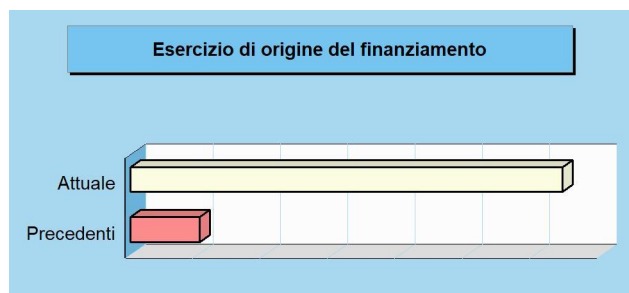 Esercizio di origine del finanziamento
Attuale
Precedenti